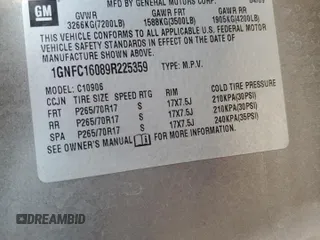 MFD BY GENERAL MOTORS CORP.
GM
GVWR GAWR FRT GAWR RR
3266KG(7200LB) 1588KG(3500LB) 1905KG(4200LB)
THIS VEHICLE CONFORMS TO ALL APPLICABLE U.S. FEDERAL
MOTOR VEHICLE SAFETY STANDARDS IN EFFECT ON THE DATE OF
MANUFACTURE SHOWN ABOVE.
1GNFC16089R225359 TYPE: M.P.V.
MODEL: C10906
CCJN TIRE SIZE SPEED RTG RIM COLD TIRE PRESSURE
FRT P265/70R17 S 17X7.5J 210KPA(30PSI)
RR P265/70R17 S 17X7.5J 210KPA(30PSI)
SPA P265/70R17 S 17X7.5J 240KPA(35PSI)
SEE OWNER'S MANUAL FOR MORE INFORMATION
DREAMBID